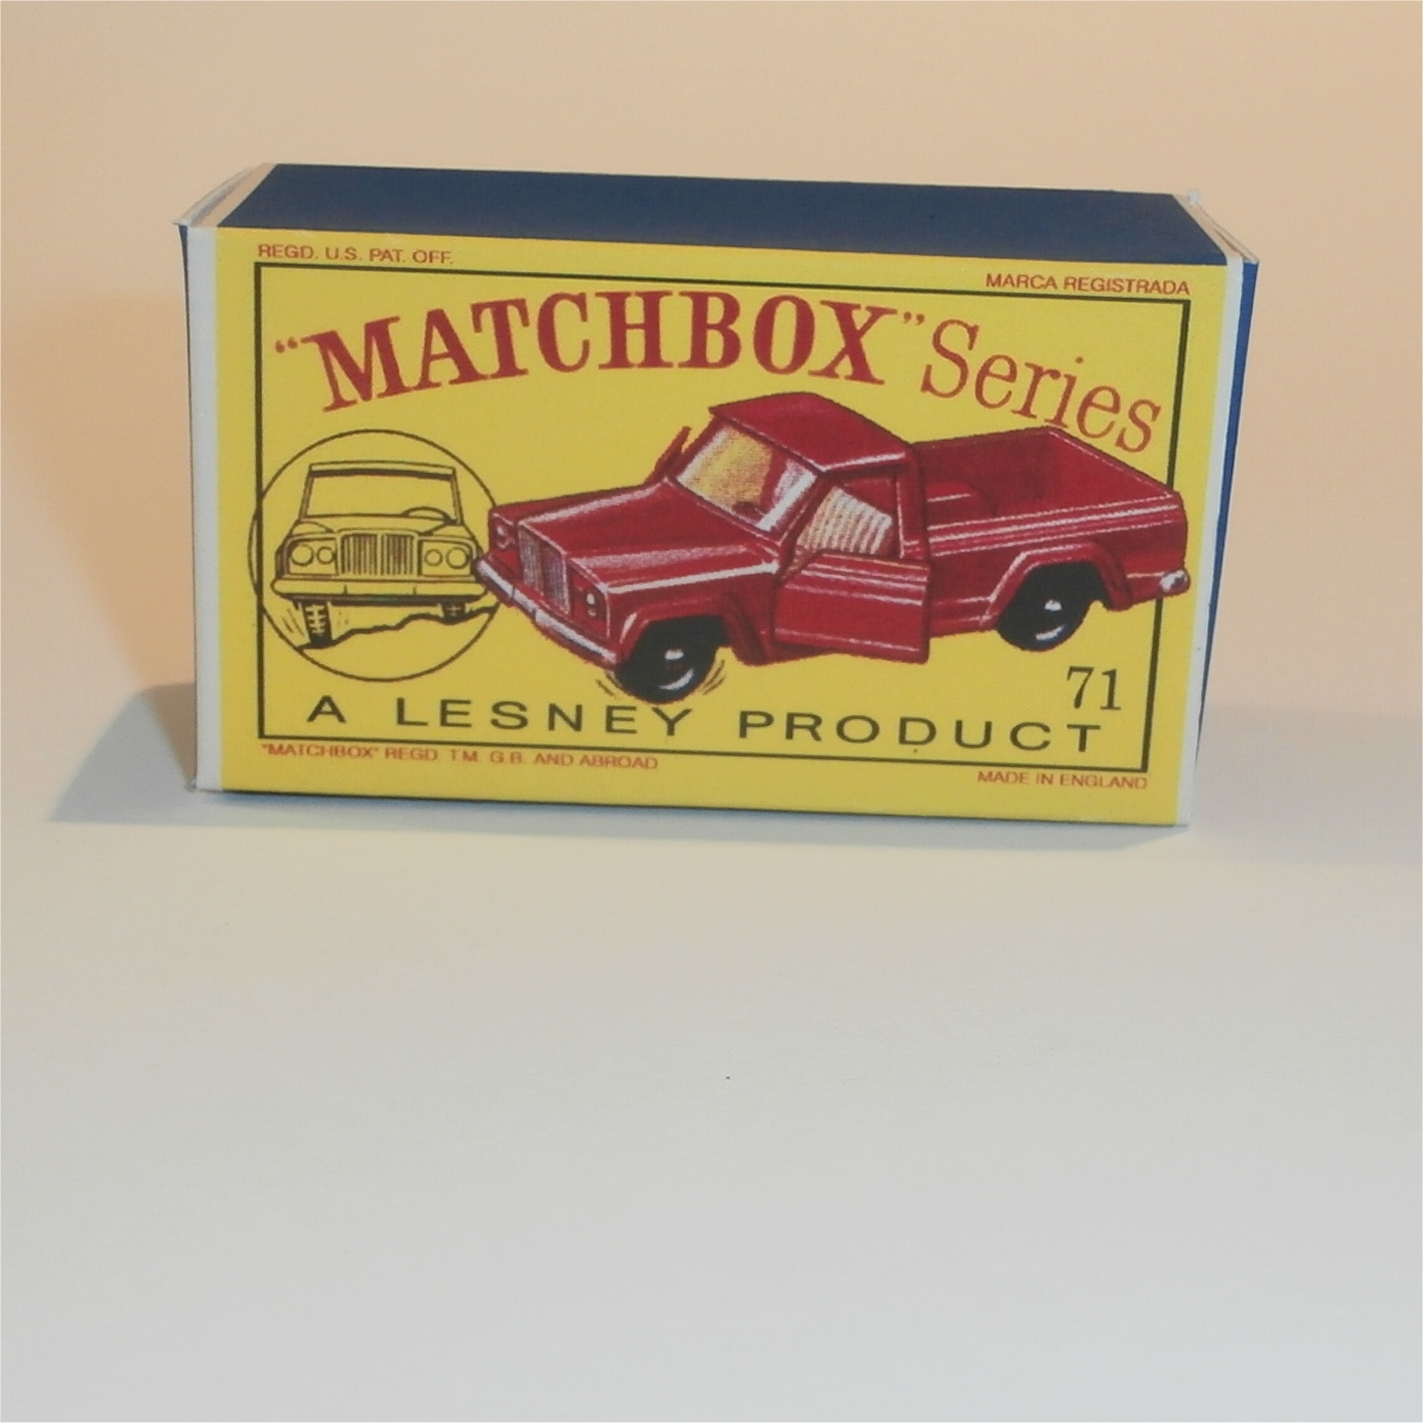 REGD. U.S. PAT. OFF.
MARCA REGISTRADA
"MATCHBOX" Series
71
A LESNEY PRODUCT
"MATCHBOX" REGD. T.M. G.B. AND ABROAD
MADE IN ENGLAND